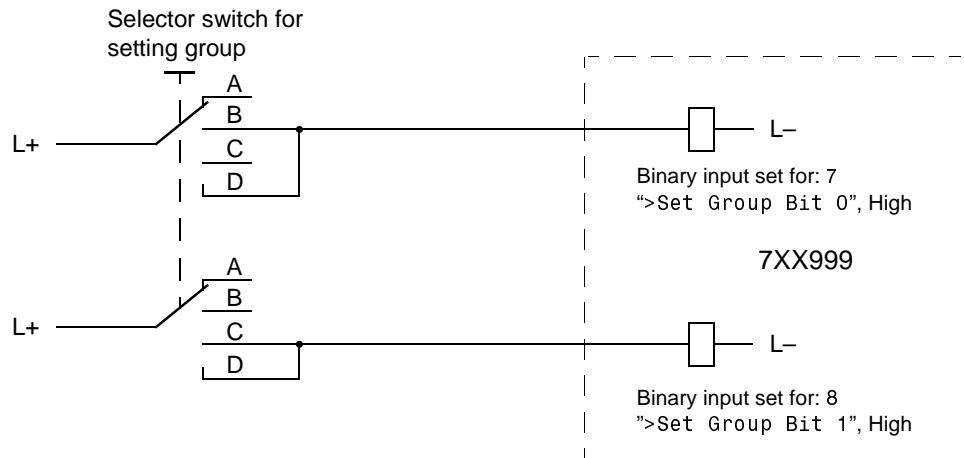 Selector switch for
setting group
A
B
L+
L–
C
D
Binary input set for: 7
“>Set Group Bit 0”, High
7XX999
A
B
L+
C
L–
D
Binary input set for: 8
”>Set Group Bit 1”, High